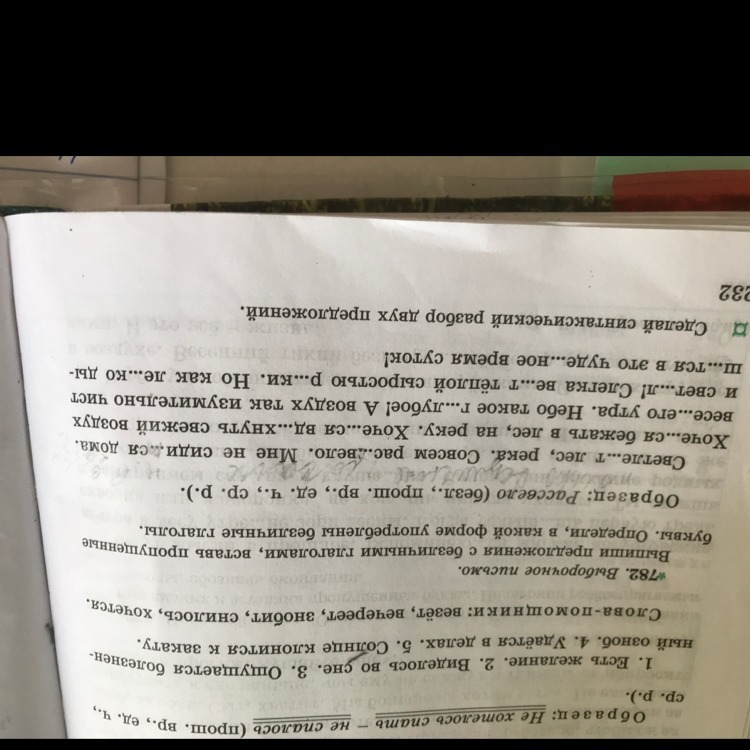 Образец: Не хотелось спать – не спалось (прош. вр., ед. ч.,
ср. р.).
1. Есть желание. 2. Виделось во сне. 3. Ощущается болезнен-
ный озноб. 4. Удаётся в делах. 5. Солнце клонится к закату.
Слова-помощники: везёт, вечереет, знобит, снилось, хочется.
*782. Выборочное письмо.
Выпиши предложения с безличными глаголами, вставь пропущенные
буквы. Определи, в какой форме употреблены безличные глаголы.
Образец: Рассвело (безл., прош. вр., ед. ч., ср. р.).
Светле...т лес, река. Совсем рас...вело. Мне не сиди...ся дома.
Хоче...ся бежать в лес, на реку. Хоче...ся вд...хнуть свежий воздух
весе...его утра. Небо такое г...лубое! А воздух так изумительно чист
и свет...л! Слегка ве...т тёплой сыростью р...ки. Но как ле...ко ды-
ш...тся в это чуде...ное время суток!
Сделай синтаксический разбор двух предложений.
232